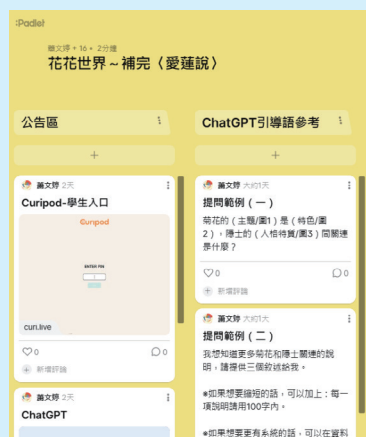 :Padlet
蕭文婷 • 16 • 2分鐘
花花世界～補完〈愛蓮說〉
公告區
+
蕭文婷 2天
Curipod-學生入口
Curipod
ENTER PIN
curi.live
0
0
新增評論
蕭文婷 2天
ChatGPT
ChatGPT引導語參考
+
蕭文婷 大約1天
提問範例（一）
菊花的（主題/圖1）是（特色/圖
2），隱士的（人格特質/圖3）間關連
是什麼？
0
0
新增評論
蕭文婷 大約1天
提問範例（二）
我想知道更多菊花和隱士關連的說
明，請提供三個敘述給我。
*如果想要縮短的話，可以加上：每一
項說明請用100字內。
*如果想要更有系統的話，可以在資料